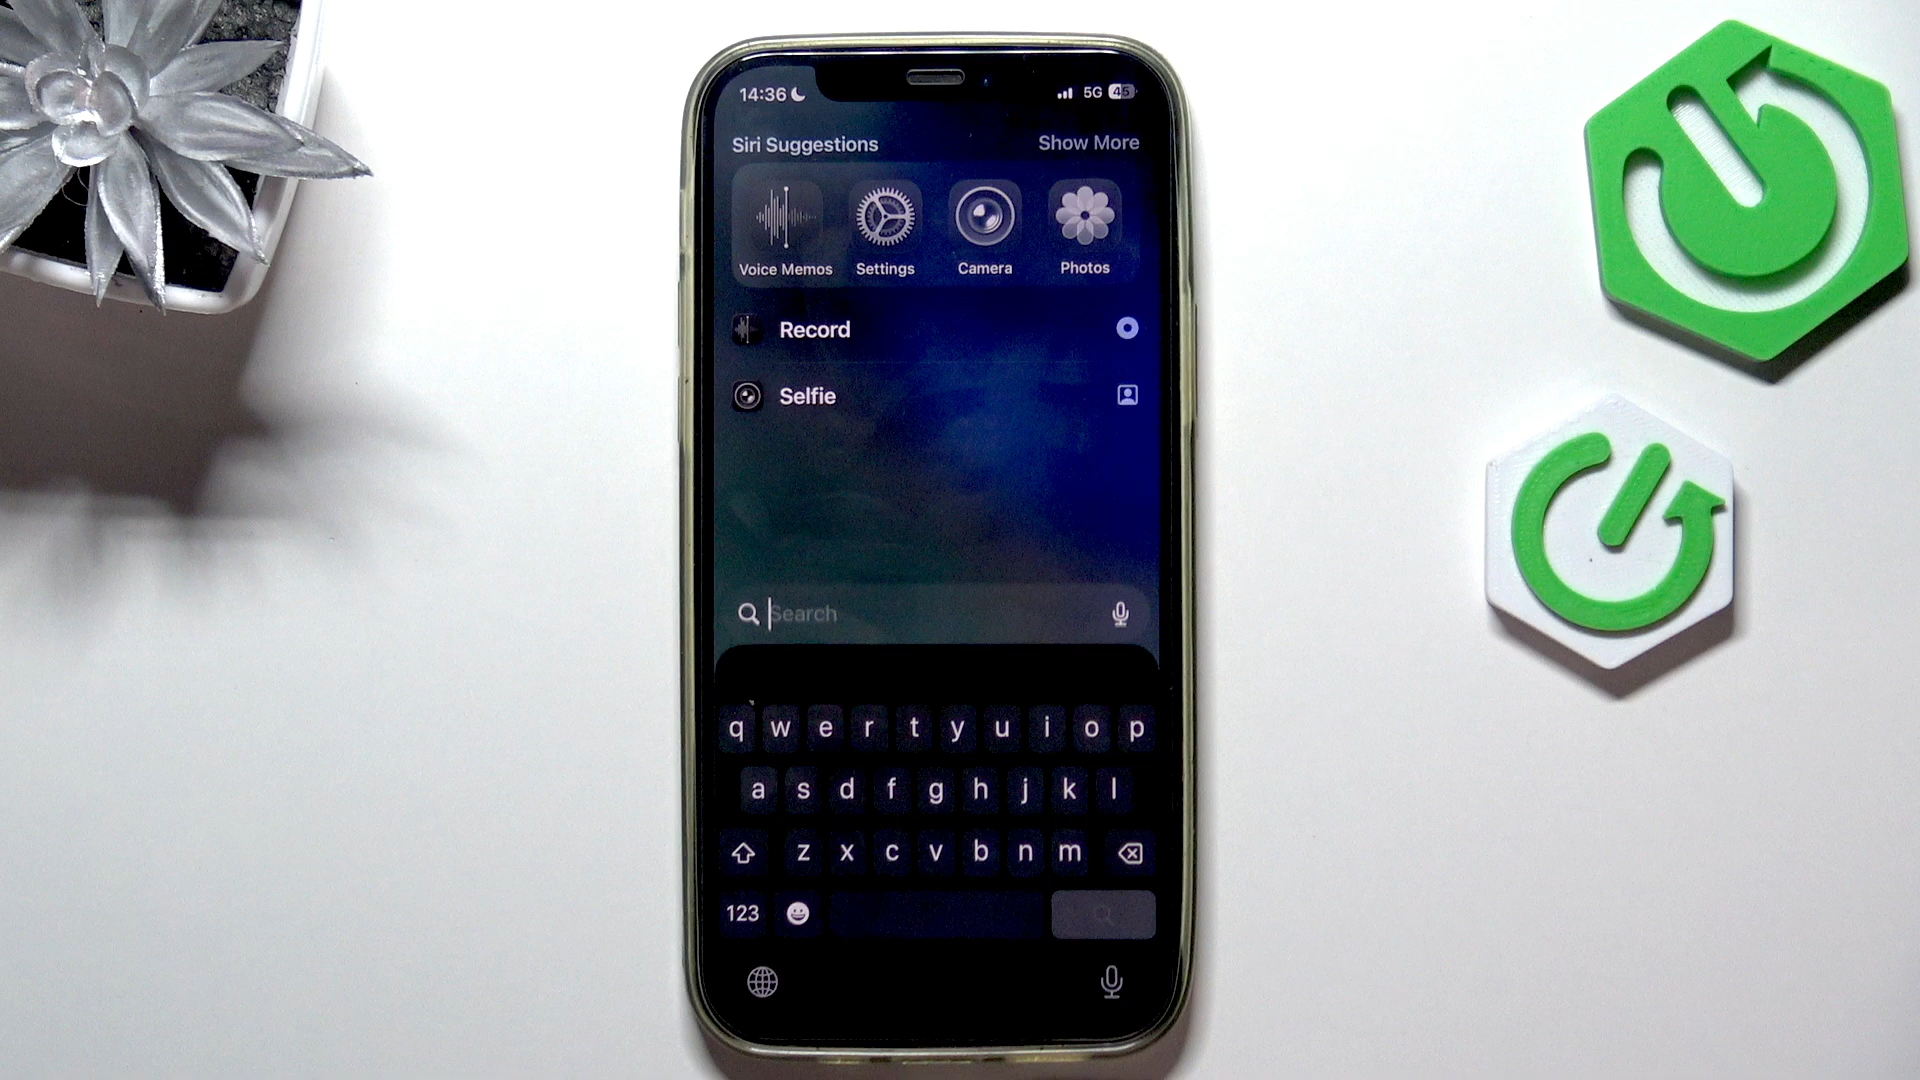 14:36 5G 45
Siri Suggestions Show More
Voice Memos Settings Camera Photos
Record
Selfie
Search
q w e r t y u i o p
a s d f g h j k l
z x c v b n m
123